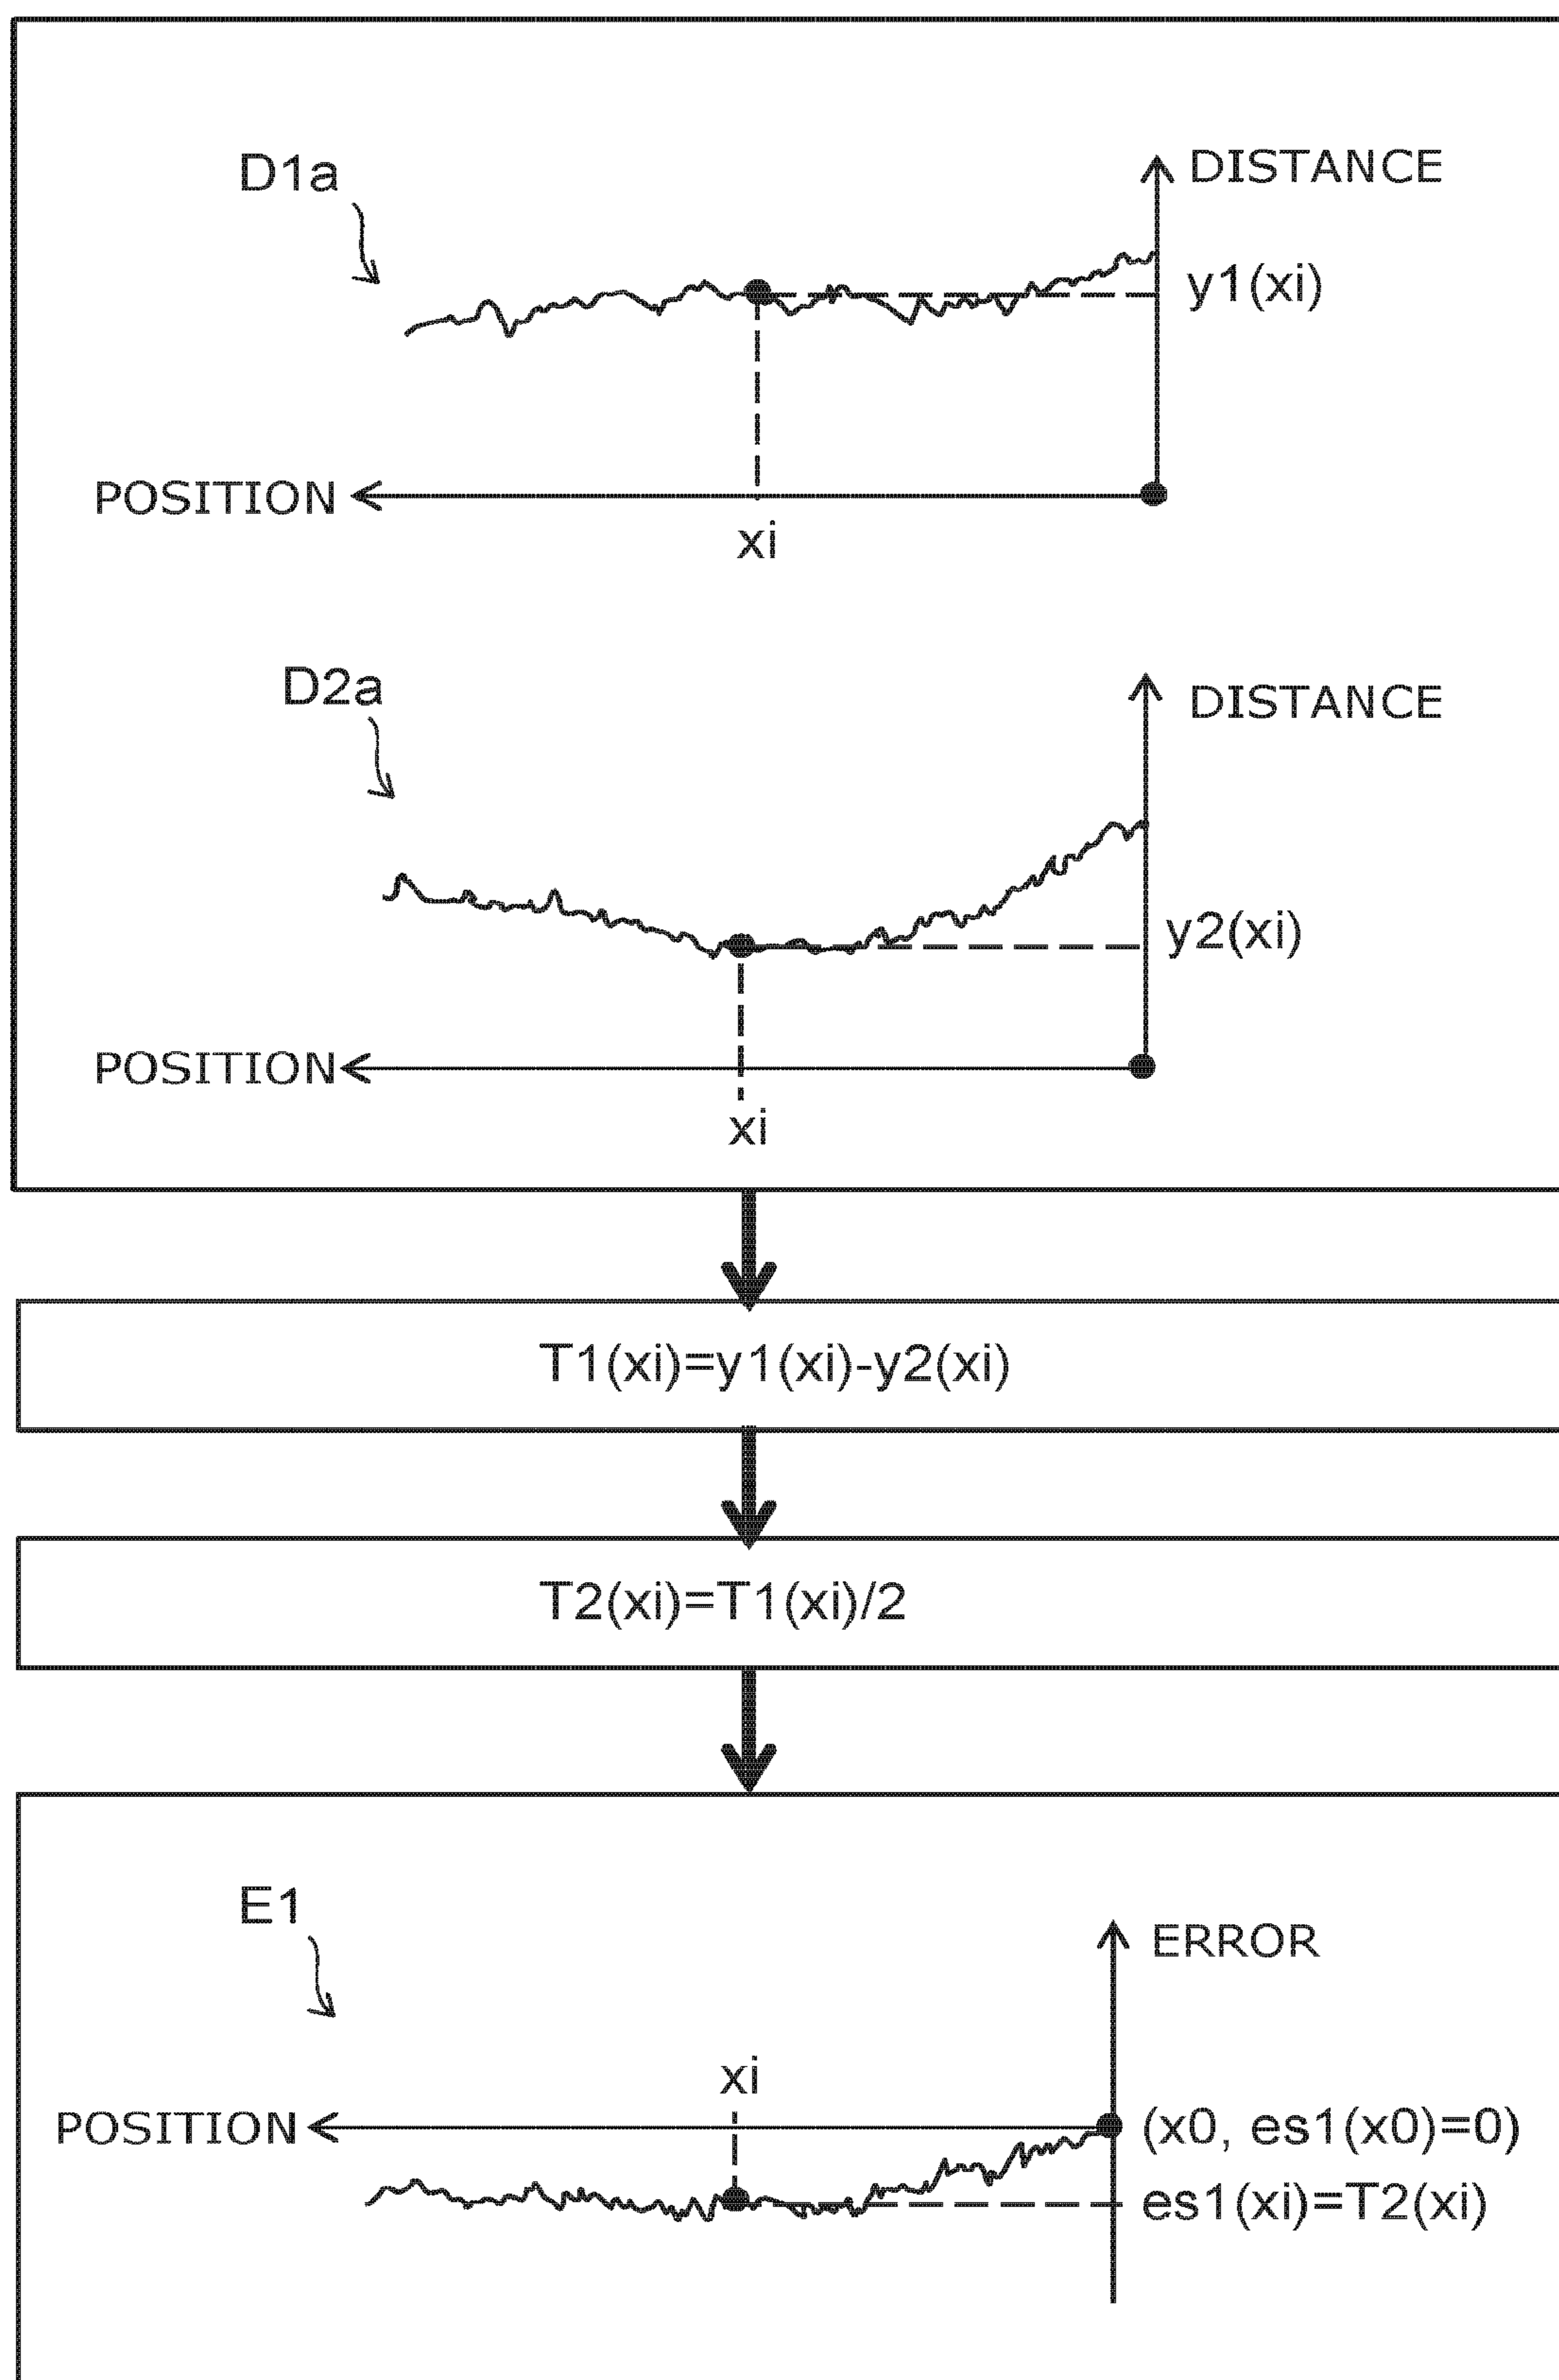 D1a
DISTANCE
y1(xi)
POSITION
xi
D2a
DISTANCE
y2(xi)
POSITION
xi
T1(xi)=y1(xi)-y2(xi)
T2(xi)=T1(xi)/2
E1
ERROR
xi
POSITION
(x0, es1(x0)=0)
es1(xi)=T2(xi)